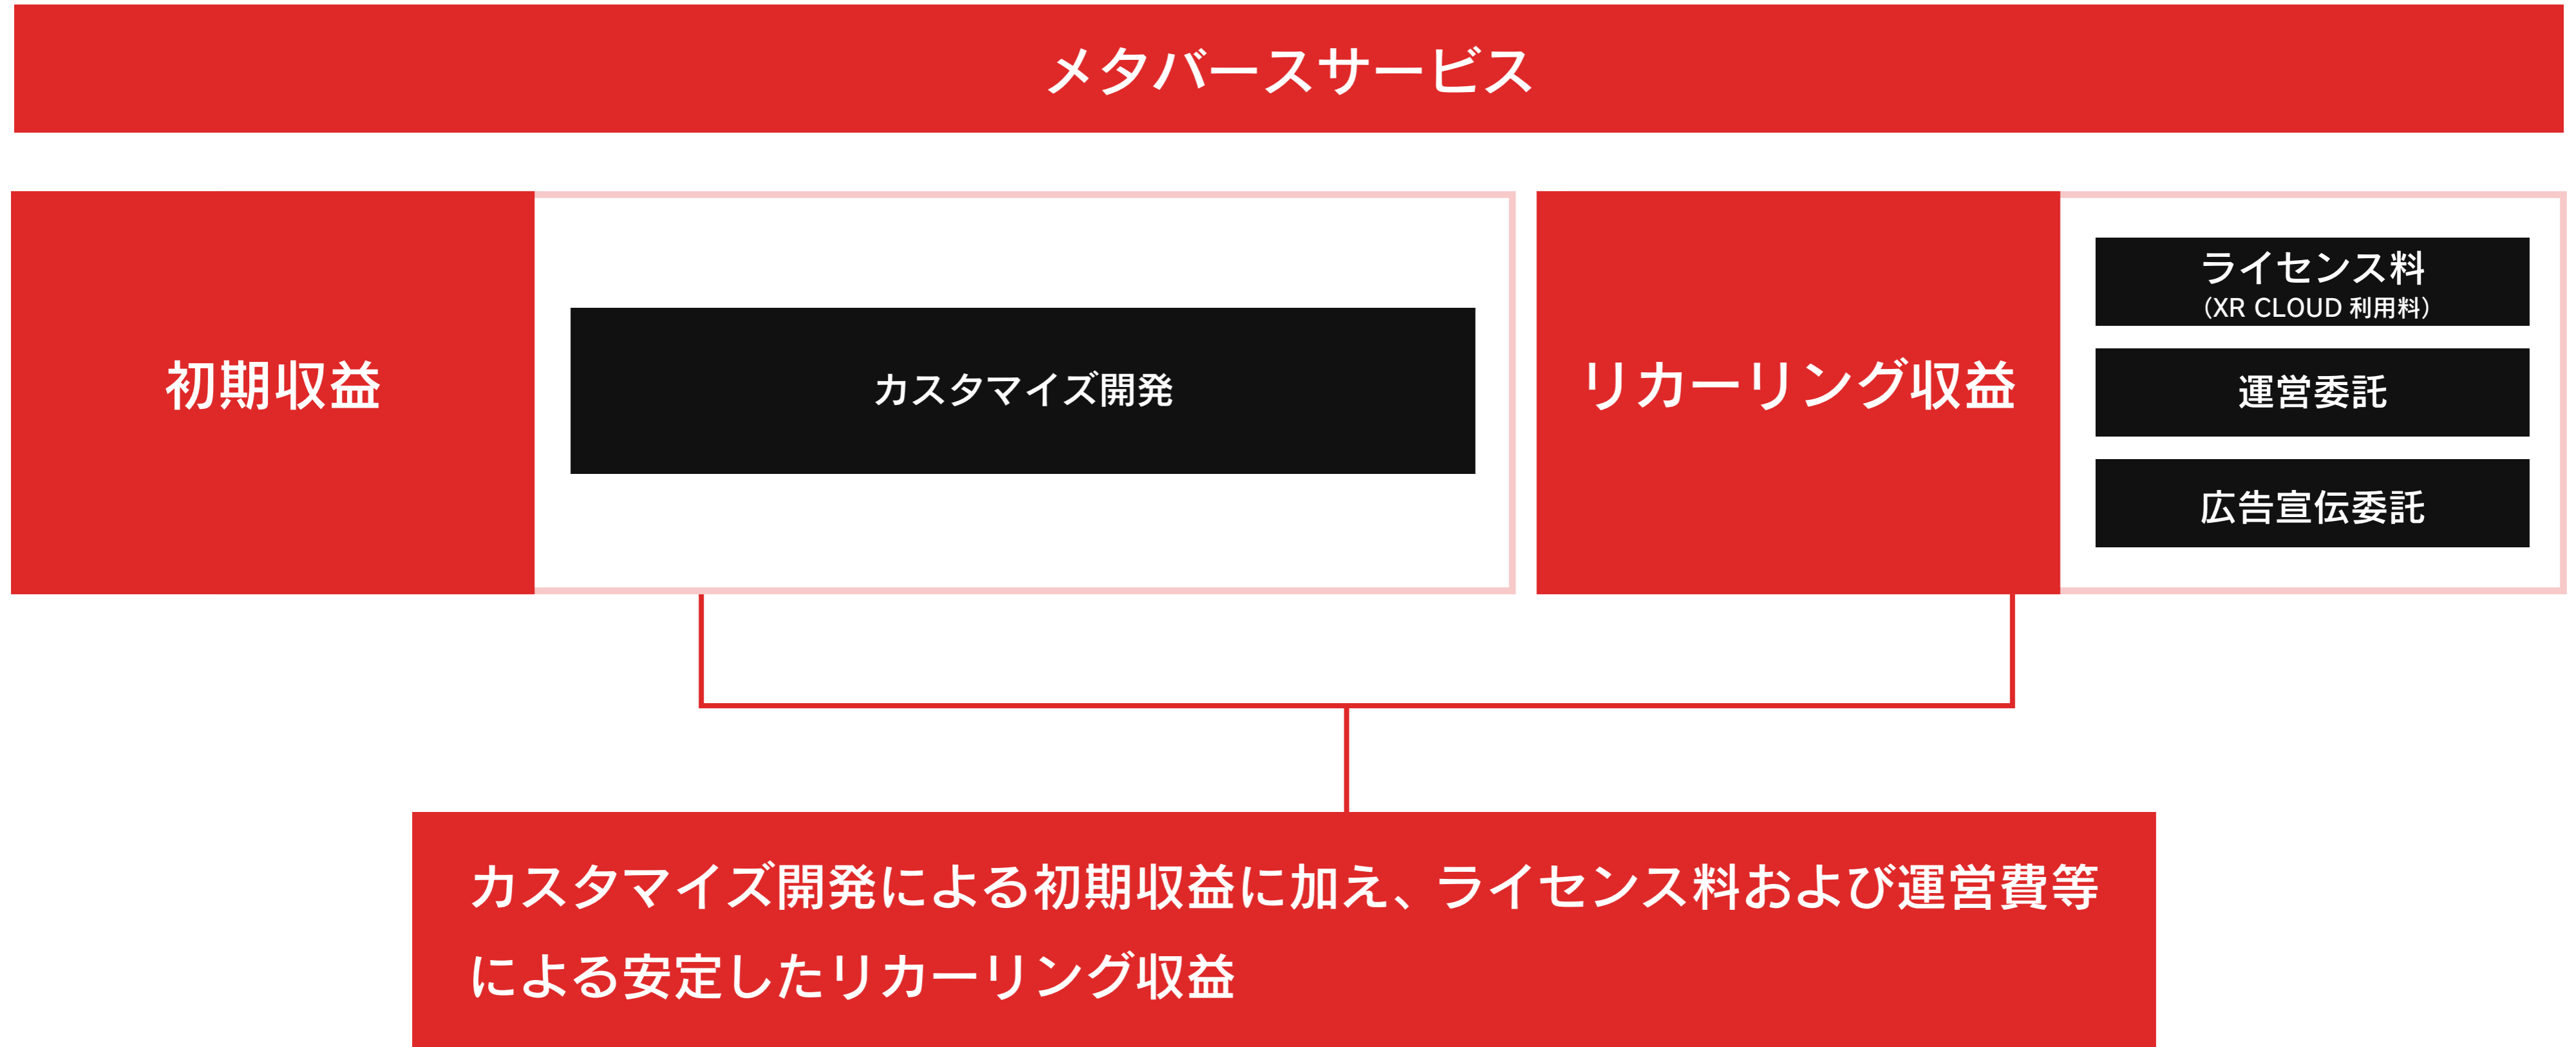 メタバースサービス
初期収益
カスタマイズ開発
リカーリング収益
ライセンス料
（XR CLOUD 利用料）
運営委託
広告宣伝委託
カスタマイズ開発による初期収益に加え、ライセンス料および運営費等
による安定したリカーリング収益